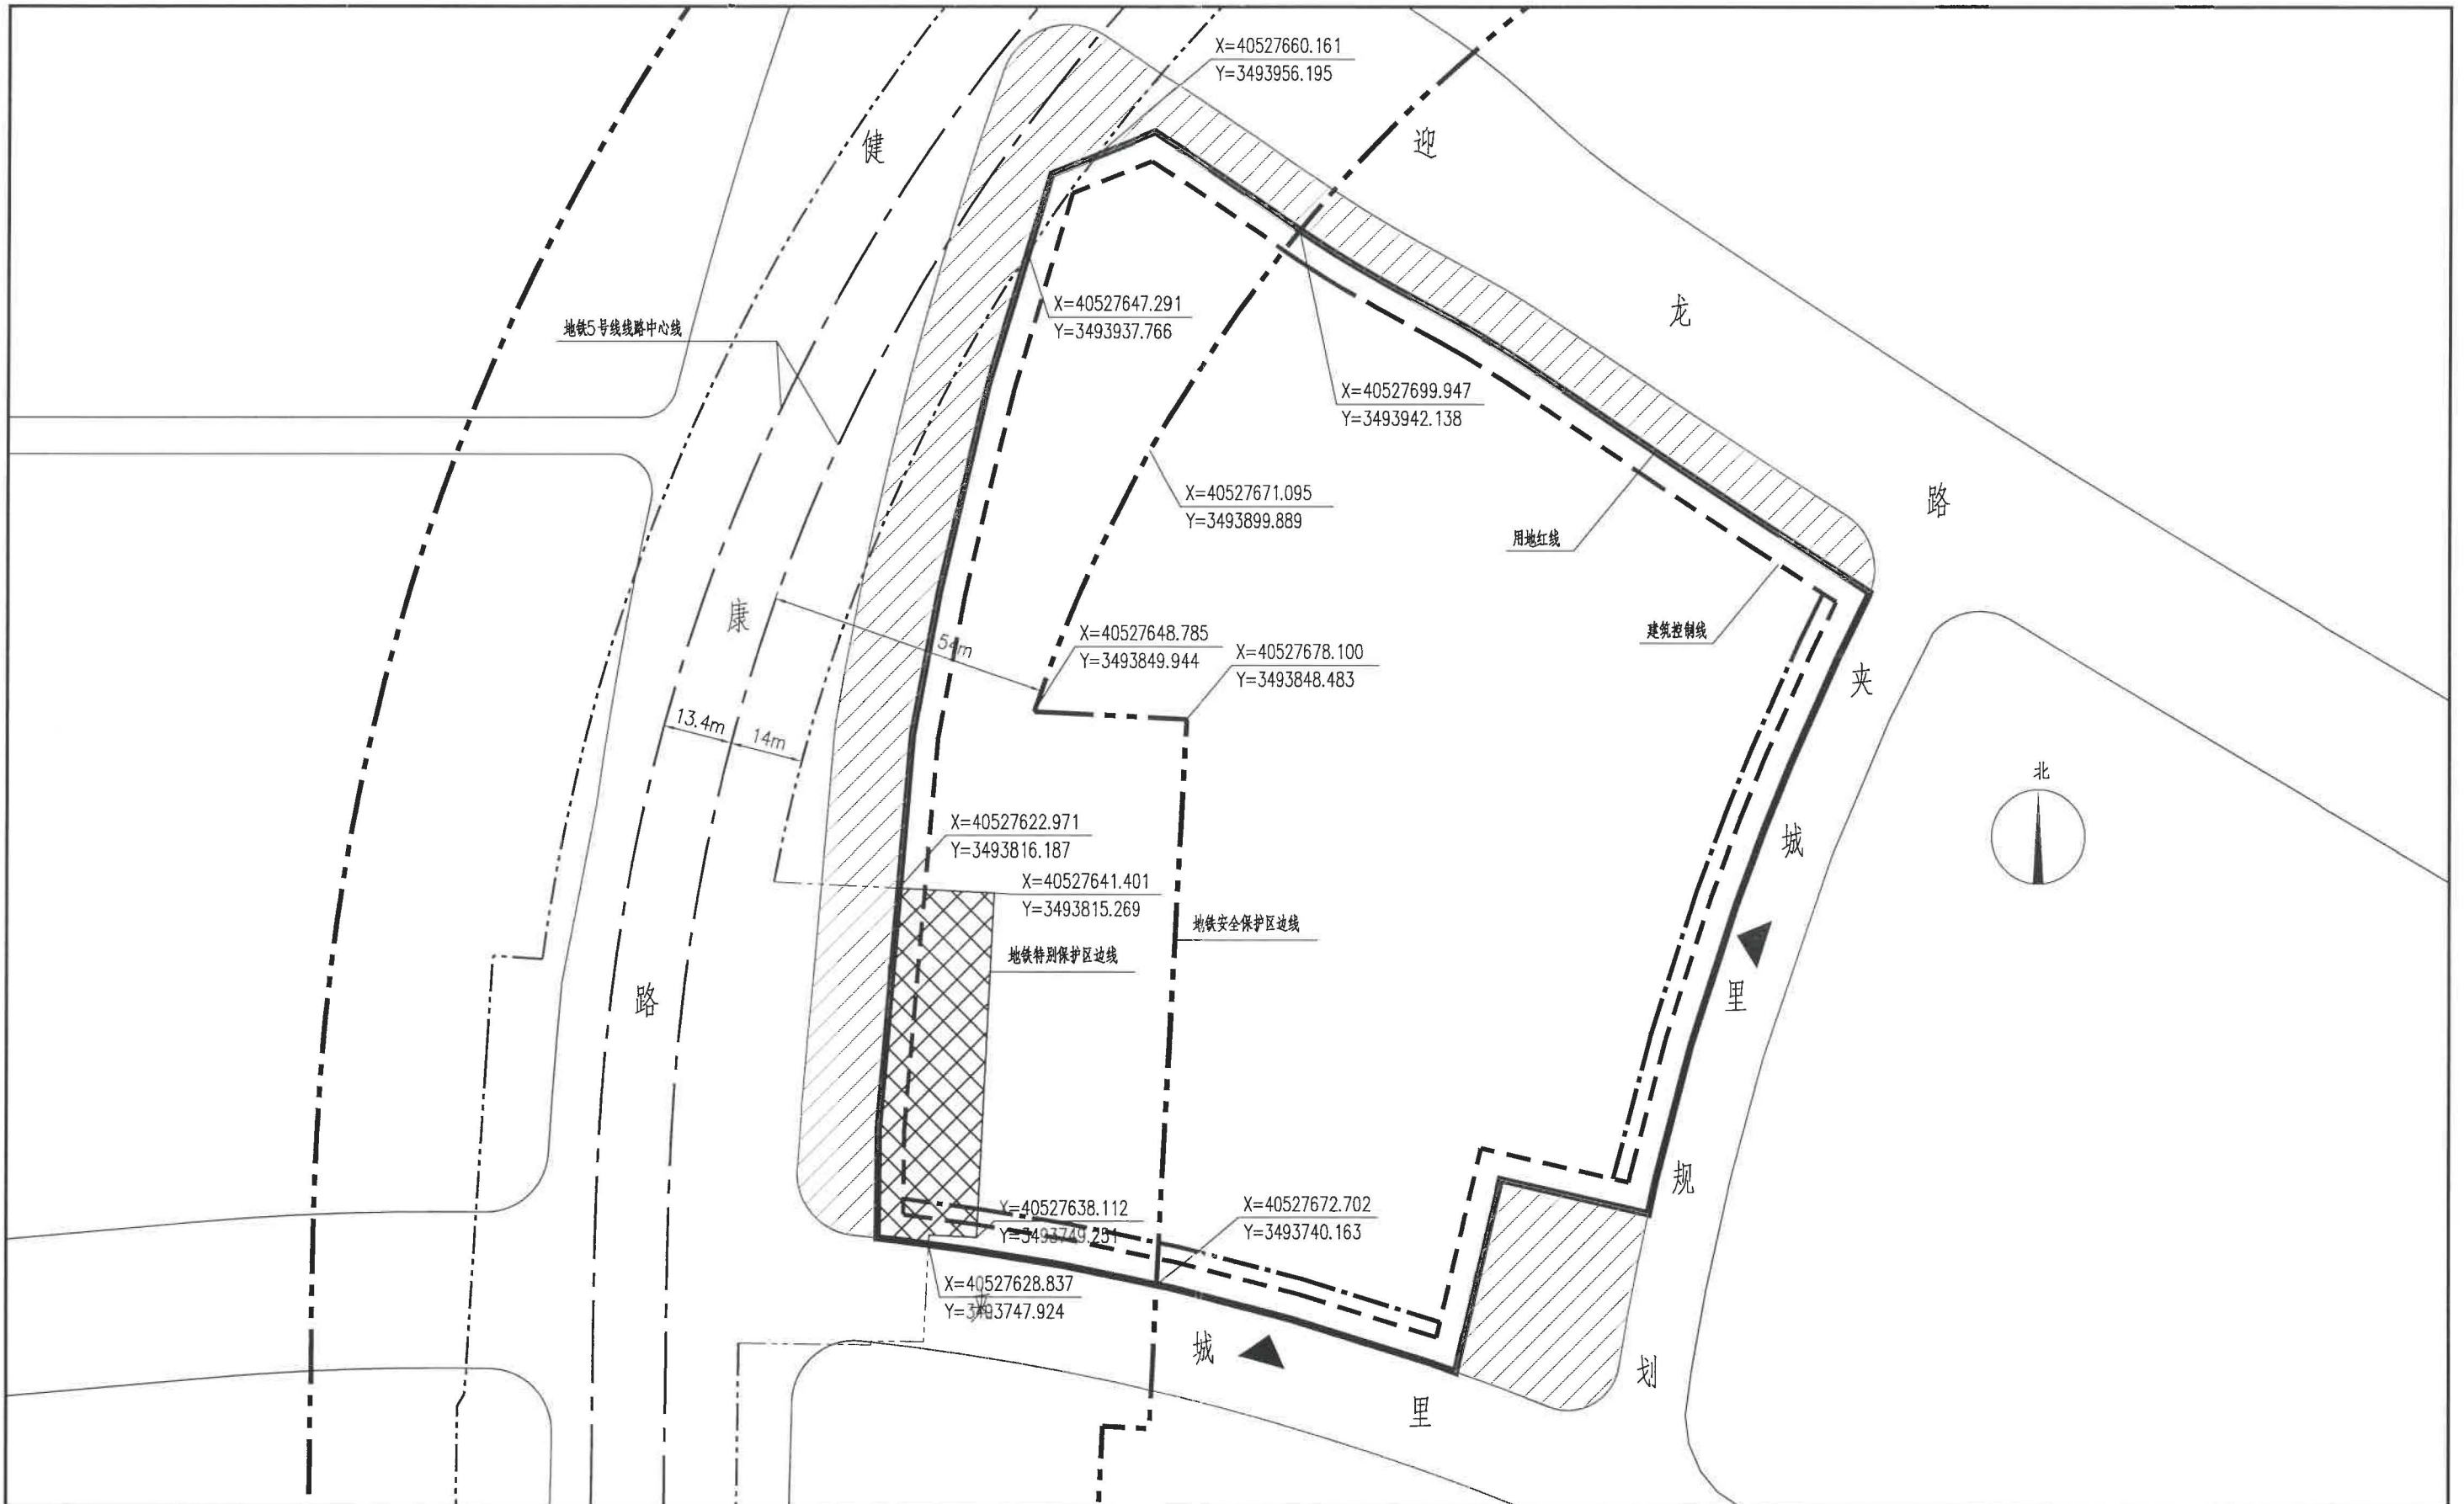 X=40527660.161
Y=3493956.195
健
迎
X=40527647.291
Y=3493937.766
龙
地铁5号线线路中心线
X=40527699.947
Y=3493942.138
X=40527671.095
Y=3493899.889
路
用地红线
康
54m
X=40527648.785
Y=3493849.944
X=40527678.100
Y=3493848.483
建筑控制线
夹
13.4m
14m
北
X=40527622.971
Y=3493816.187
城
X=40527641.401
Y=3493815.269
地铁安全保护区边线
地铁特别保护区边线
路
里
规
Y=40527638.112
Y=3493749.251
X=40527672.702
Y=3493740.163
X=40527628.837
Y=3493747.924
城
里
划